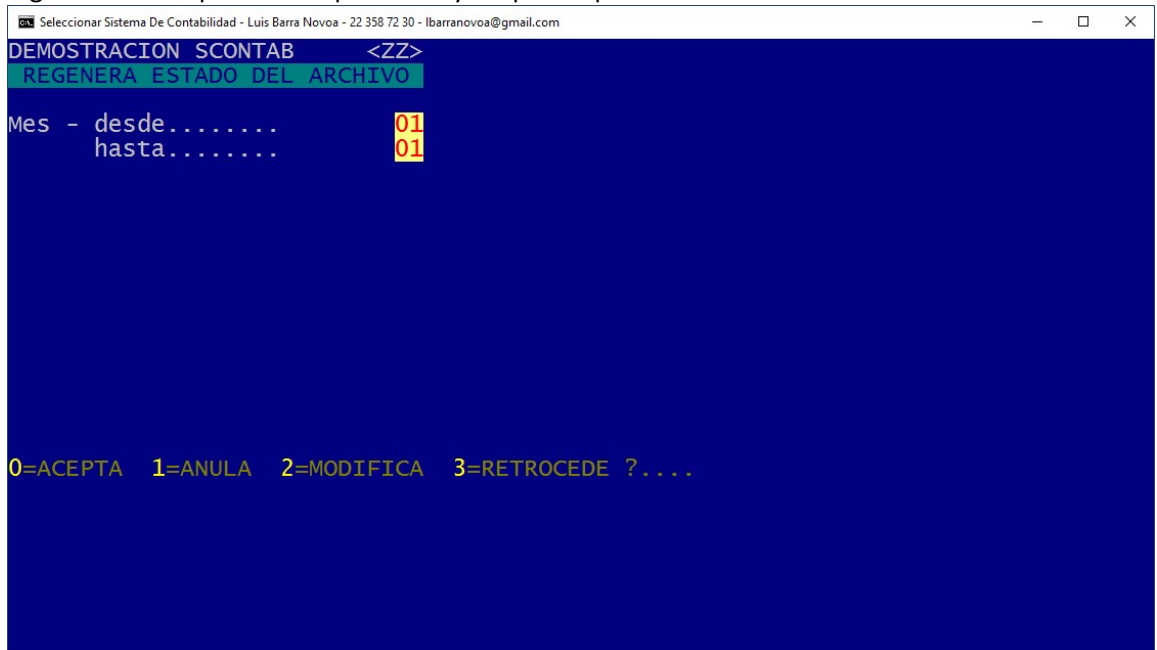 Seleccionar Sistema De Contabilidad - Luis Barra Novoa - 22 358 72 30 - lbarranovoa@gmail.com
DEMOSTRACION SCONTAB <ZZ>
REGENERA ESTADO DEL ARCHIVO
Mes - desde........ 01
hasta........ 01
0=ACEPTA 1=ANULA 2=MODIFICA 3=RETROCEDE ?....